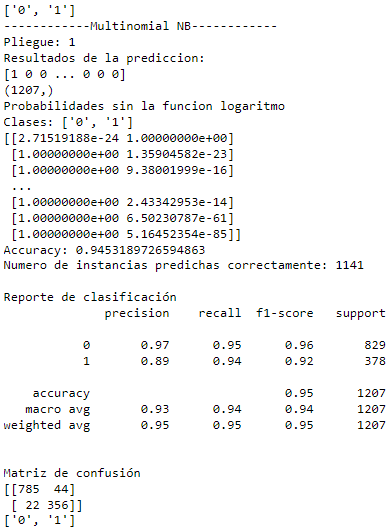 ['0', '1']
------------Multinomial NB------------
Pliegue: 1
Resultados de la prediccion:
[1 0 0 ... 0 0 0]
(1207,)
Probabilidades sin la funcion logaritmo
Clases: ['0', '1']
[[2.71519188e-24 1.00000000e+00]
[1.00000000e+00 1.35904582e-23]
[1.00000000e+00 9.38001999e-16]
...
[1.00000000e+00 2.43342953e-14]
[1.00000000e+00 6.50230787e-61]
[1.00000000e+00 5.16452354e-85]]
Accuracy: 0.9453189726594863
Numero de instancias predichas correctamente: 1141
Reporte de clasificación
precision recall f1-score support
0 0.97 0.95 0.96 829
1 0.89 0.94 0.92 378
accuracy 0.95 1207
macro avg 0.93 0.94 0.94 1207
weighted avg 0.95 0.95 0.95 1207
Matriz de confusión
[[785 44]
[ 22 356]]
['0', '1']